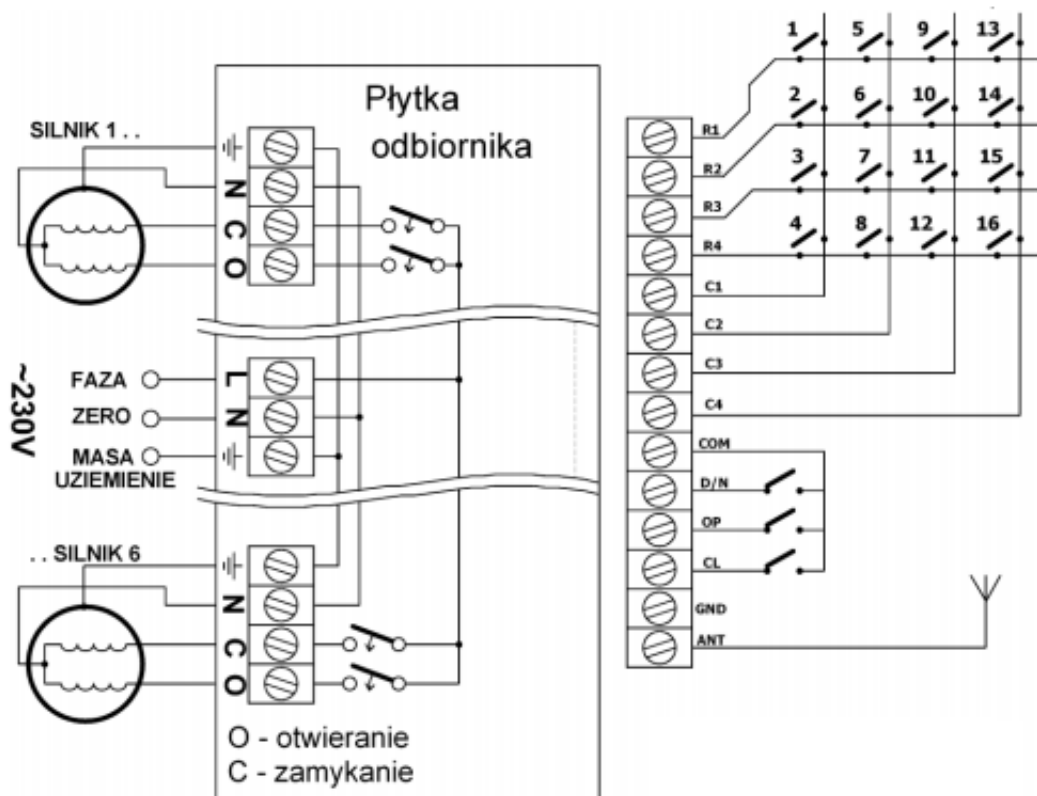 Płytka
odbiornika
SILNIK 1 . .
N
C
O
~230V
FAZA
L
ZERO
N
MASA
UZIEMIENIE
. . SILNIK 6
N
C
O
O - otwieranie
C - zamykanie
1 5 9 13
2 6 10 14
3 7 11 15
4 8 12 16
R1
R2
R3
R4
C1
C2
C3
C4
COM
D/N
OP
CL
GND
ANT